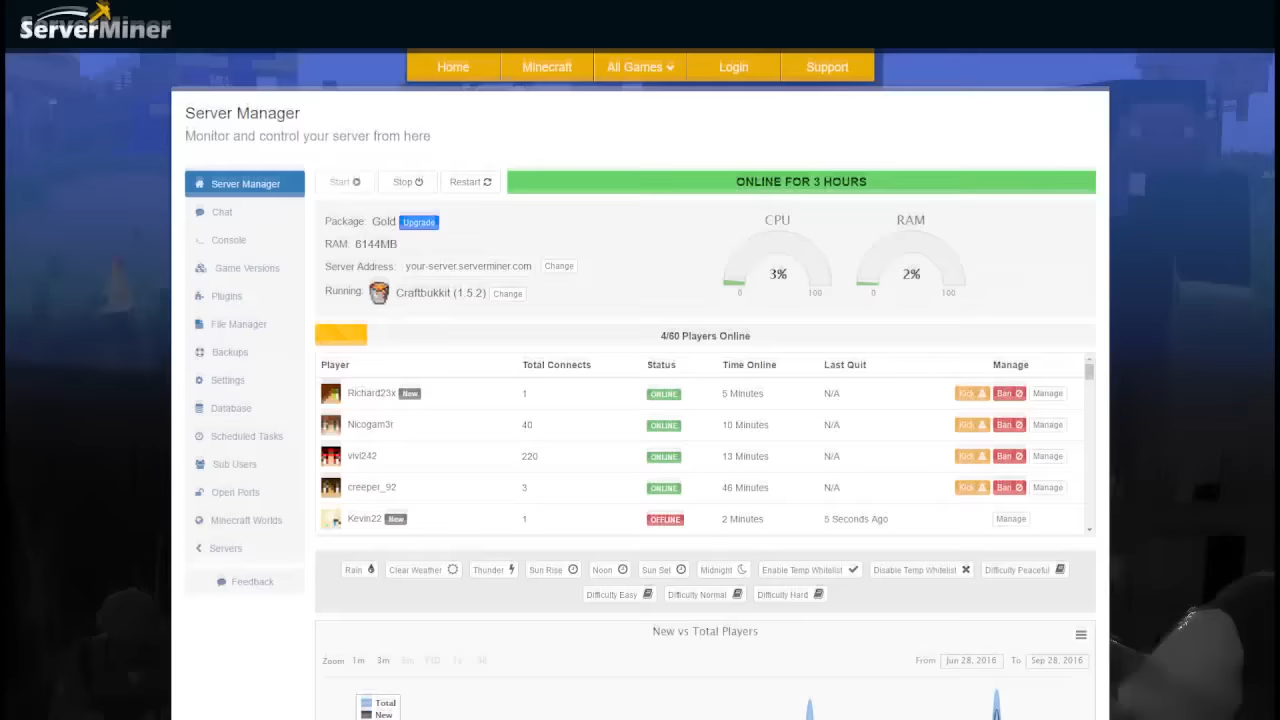 ServerMiner
Home Minecraft All Games Login Support
Server Manager
Monitor and control your server from here
Server Manager
Chat
Console
Game Versions
Plugins
File Manager
Backups
Settings
Database
Scheduled Tasks
Sub Users
Open Ports
Minecraft Worlds
Servers
Feedback
Start Stop Restart ONLINE FOR 3 HOURS
Package: Gold Upgrade
RAM: 6144MB
Server Address: your-server.serverminer.com Change
Running: Craftbukkit (1.5.2) Change
CPU RAM
3% 2%
0 100 0 100
4/60 Players Online
Player Total Connects Status Time Online Last Quit Manage
Richard23x New 1 ONLINE 5 Minutes N/A Kick Ban Manage
Nicogam3r 40 ONLINE 10 Minutes N/A Kick Ban Manage
vivi242 220 ONLINE 13 Minutes N/A Kick Ban Manage
creeper_92 3 ONLINE 46 Minutes N/A Kick Ban Manage
Kevin22 New 1 OFFLINE 2 Minutes 5 Seconds Ago Manage
Rain Clear Weather Thunder Sun Rise Noon Sun Set Midnight Enable Temp Whitelist Disable Temp Whitelist Difficulty Peaceful
Difficulty Easy Difficulty Normal Difficulty Hard
New vs Total Players
Zoom 1m 3m YTD 1y All From Jun 28, 2016 To Sep 28, 2016
Total
New